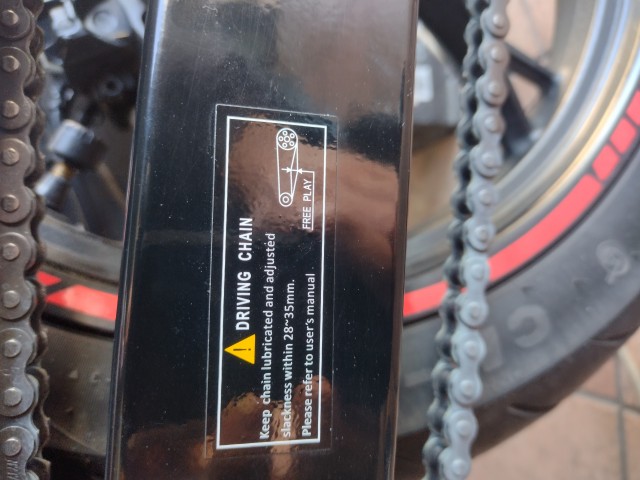 DRIVING CHAIN
Keep chain lubricated and adjusted
slackness within 28~35mm.
Please refer to user's manual
FREE PLAY